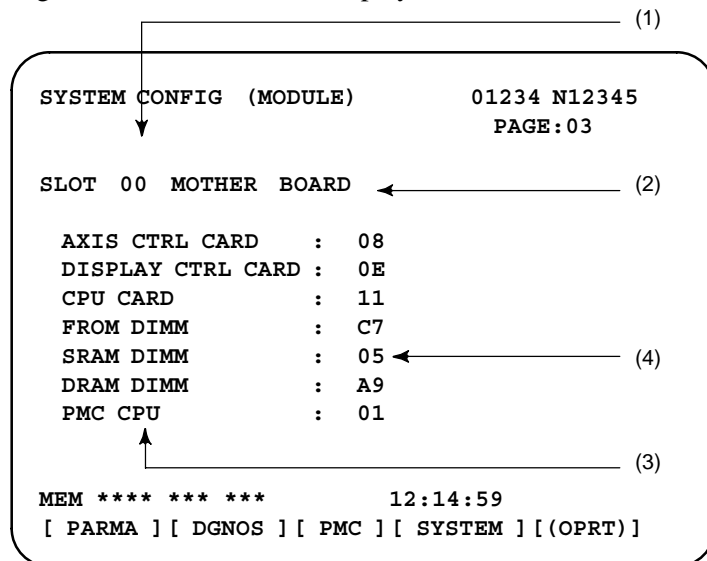 (1)
SYSTEM CONFIG (MODULE) 01234 N12345
PAGE:03
SLOT 00 MOTHER BOARD (2)
AXIS CTRL CARD : 08
DISPLAY CTRL CARD : 0E
CPU CARD : 11
FROM DIMM : C7
SRAM DIMM : 05 (4)
DRAM DIMM : A9
PMC CPU : 01
(3)
MEM **** *** *** 12:14:59
[ PARMA ][ DGNOS ][ PMC ][ SYSTEM ][(OPRT)]